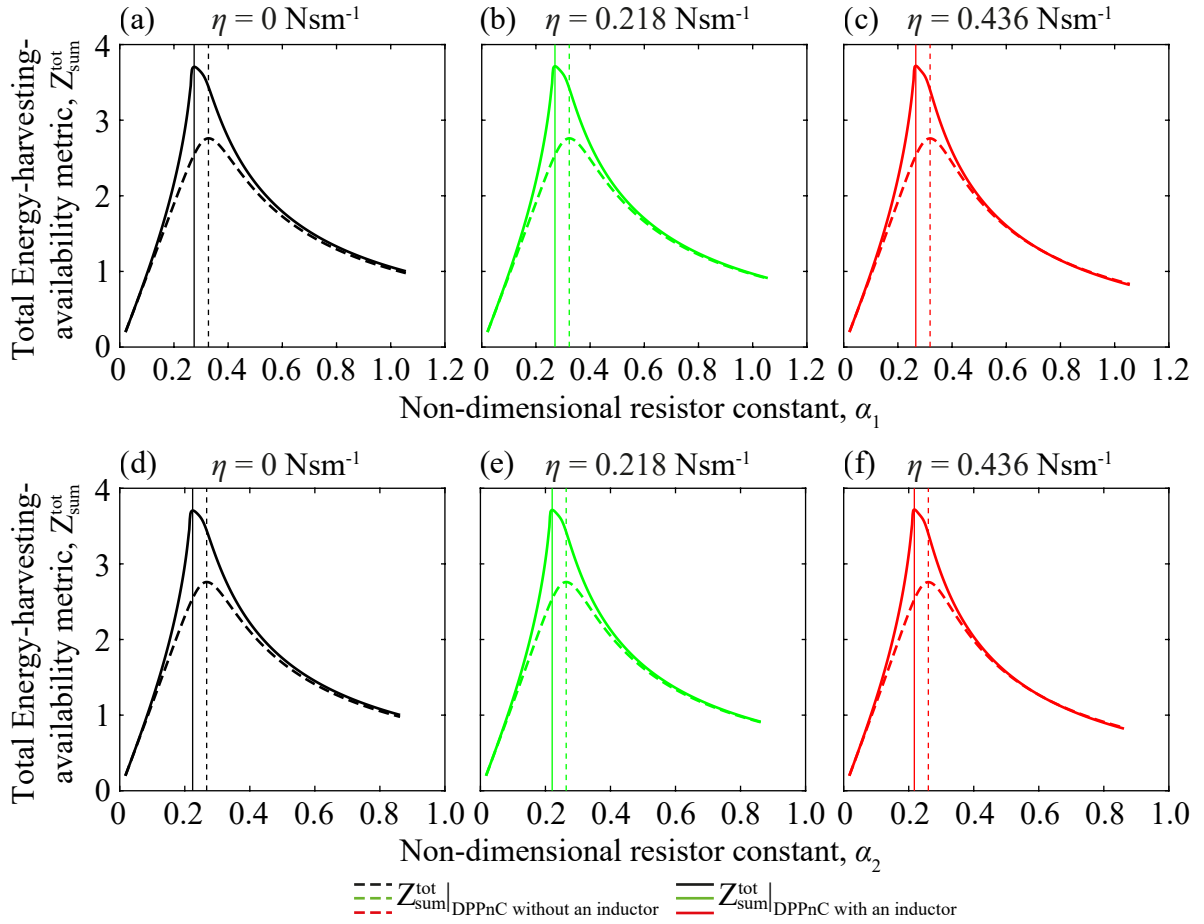 (a) η = 0 Nsm⁻¹ (b) η = 0.218 Nsm⁻¹ (c) η = 0.436 Nsm⁻¹
Total Energy-harvesting-
availability metric, Z_sum^tot
4
3
2
1
0
0 0.2 0.4 0.6 0.8 1.0 1.2 0 0.2 0.4 0.6 0.8 1.0 1.2 0 0.2 0.4 0.6 0.8 1.0 1.2
Non-dimensional resistor constant, α₁
(d) η = 0 Nsm⁻¹ (e) η = 0.218 Nsm⁻¹ (f) η = 0.436 Nsm⁻¹
Total Energy-harvesting-
availability metric, Z_sum^tot
4
3
2
1
0
0 0.2 0.4 0.6 0.8 1.0 0 0.2 0.4 0.6 0.8 1.0 0 0.2 0.4 0.6 0.8 1.0
Non-dimensional resistor constant, α₂
Z_sum^tot|DPPnC without an inductor Z_sum^tot|DPPnC with an inductor